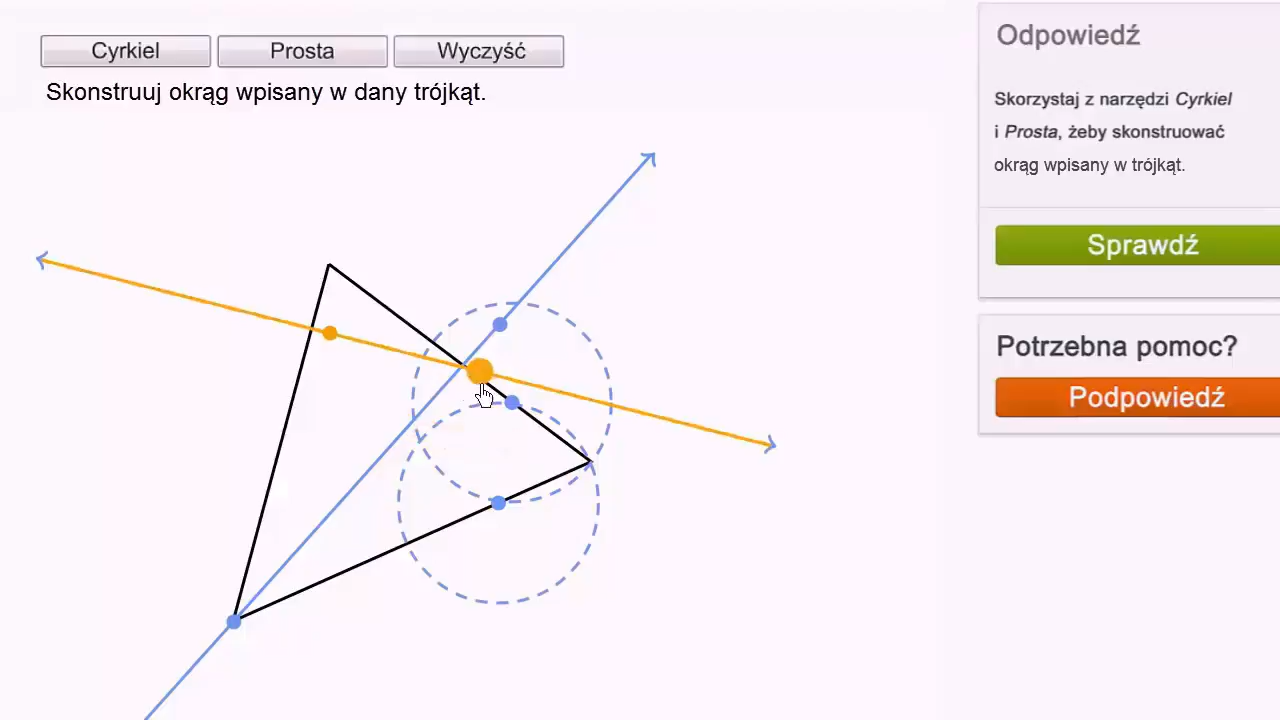 Cyrkiel Prosta Wyczyść
Skonstruuj okrąg wpisany w dany trójkąt.
Odpowiedź
Skorzystaj z narzędzi Cyrkiel
i Prosta, żeby skonstruować
okrąg wpisany w trójkąt.
Sprawdź
Potrzebna pomoc?
Podpowiedź